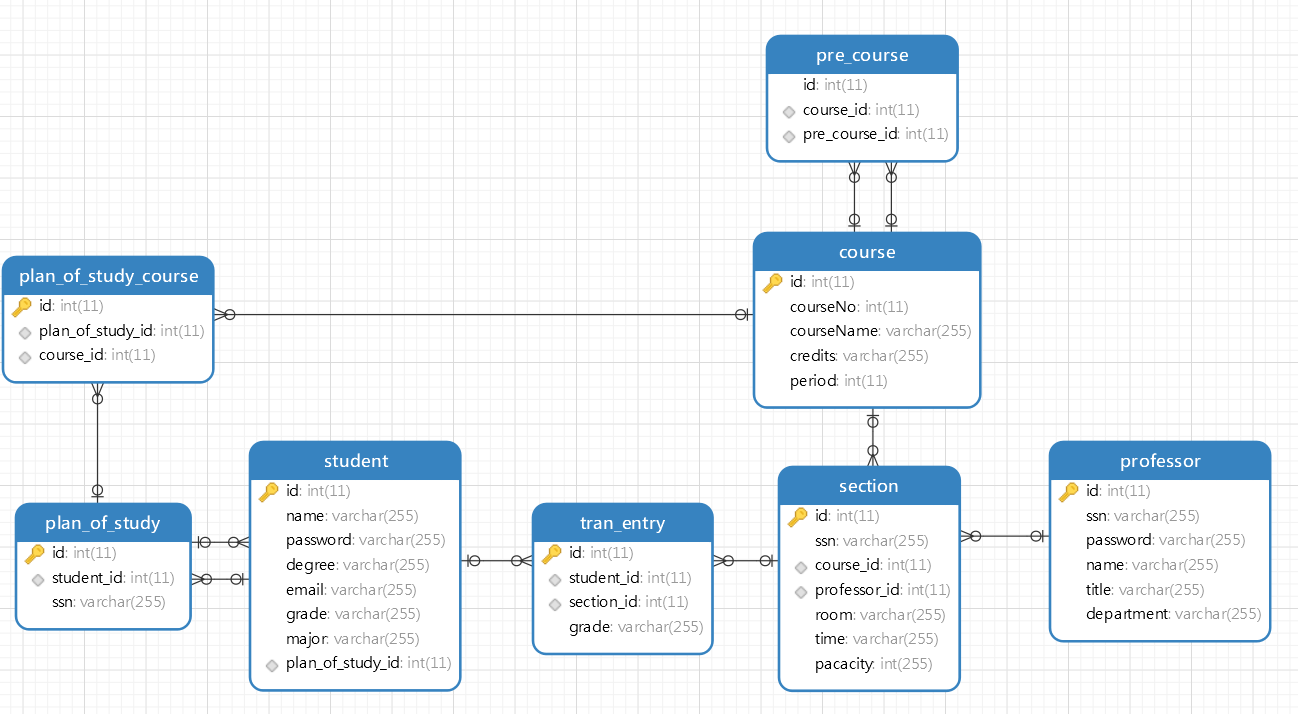 pre_course
id: int(11)
course_id: int(11)
pre_course_id: int(11)
course
id: int(11)
courseNo: int(11)
courseName: varchar(255)
credits: varchar(255)
period: int(11)
plan_of_study_course
id: int(11)
plan_of_study_id: int(11)
course_id: int(11)
plan_of_study
id: int(11)
student_id: int(11)
ssn: varchar(255)
student
id: int(11)
name: varchar(255)
password: varchar(255)
degree: varchar(255)
email: varchar(255)
grade: varchar(255)
major: varchar(255)
plan_of_study_id: int(11)
tran_entry
id: int(11)
student_id: int(11)
section_id: int(11)
grade: varchar(255)
section
id: int(11)
ssn: varchar(255)
course_id: int(11)
professor_id: int(11)
room: varchar(255)
time: varchar(255)
pacacity: int(255)
professor
id: int(11)
ssn: varchar(255)
password: varchar(255)
name: varchar(255)
title: varchar(255)
department: varchar(255)